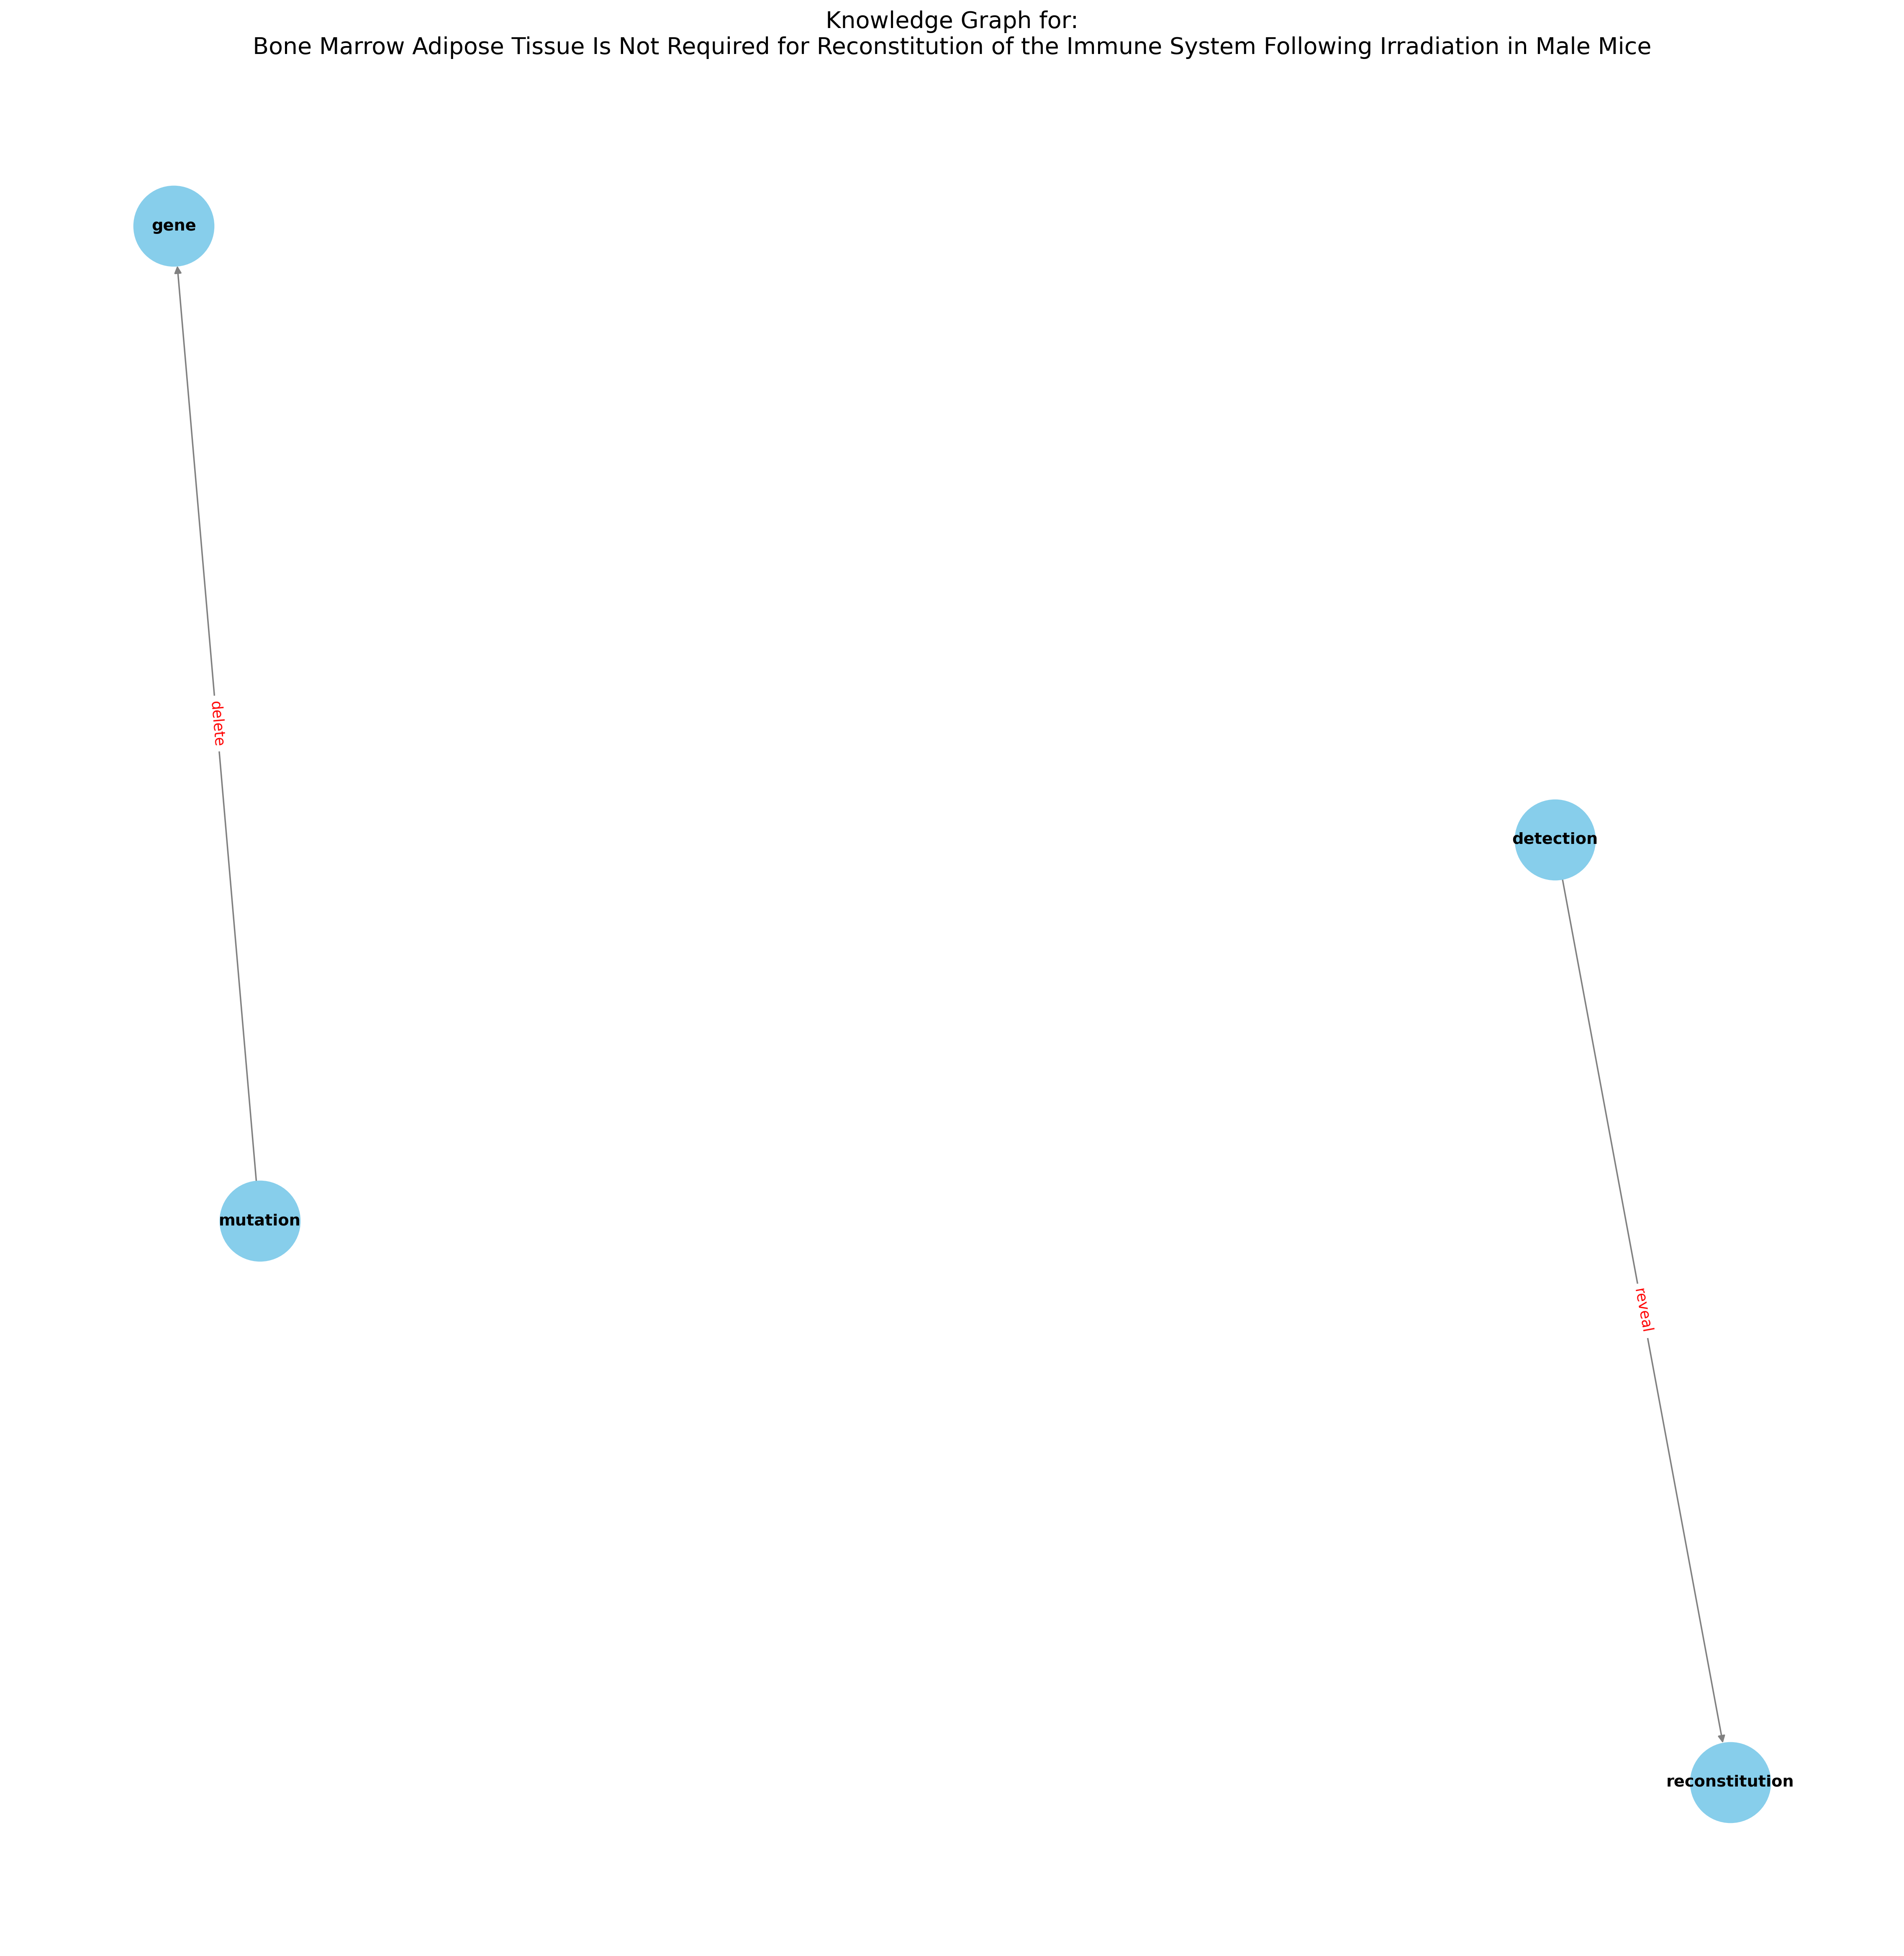 Knowledge Graph for:
Bone Marrow Adipose Tissue Is Not Required for Reconstitution of the Immune System Following Irradiation in Male Mice
gene
delete
detection
mutation
reveal
reconstitution